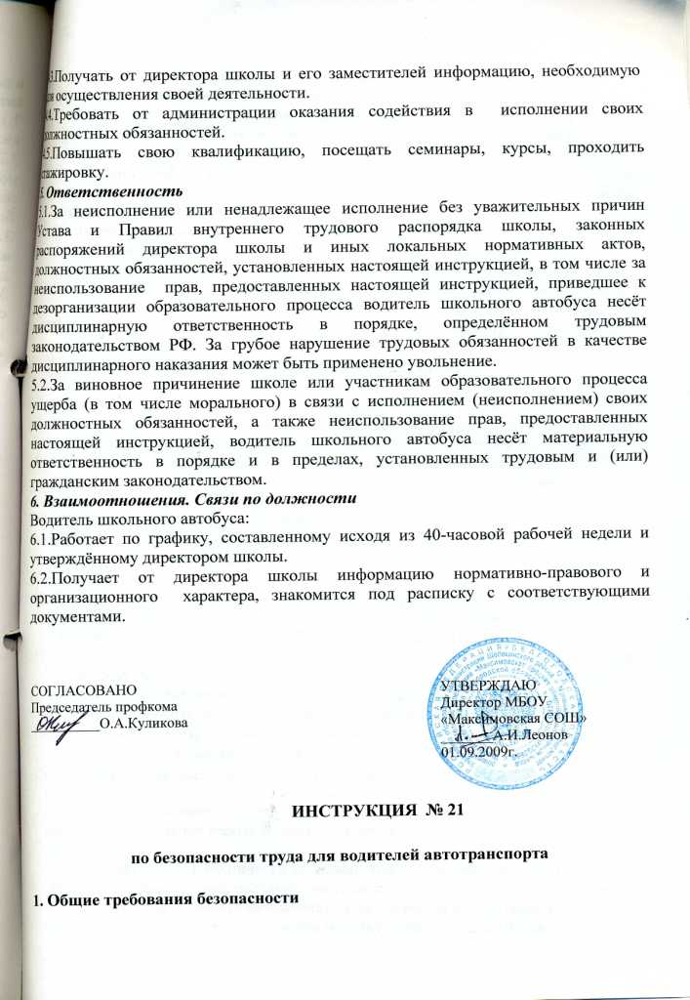 3.Получать от директора школы и его заместителей информацию, необходимую
осуществления своей деятельности.
4.Требовать от администрации оказания содействия в исполнении своих
должностных обязанностей.
4.5.Повышать свою квалификацию, посещать семинары, курсы, проходить
стажировку.
5. Ответственность
5.1.За неисполнение или ненадлежащее исполнение без уважительных причин
Устава и Правил внутреннего трудового распорядка школы, законных
распоряжений директора школы и иных локальных нормативных актов,
должностных обязанностей, установленных настоящей инструкцией, в том числе за
неиспользование прав, предоставленных настоящей инструкцией, приведшее к
дезорганизации образовательного процесса водитель школьного автобуса несёт
дисциплинарную ответственность в порядке, определённом трудовым
законодательством РФ. За грубое нарушение трудовых обязанностей в качестве
дисциплинарного наказания может быть применено увольнение.
5.2.За виновное причинение школе или участникам образовательного процесса
ущерба (в том числе морального) в связи с исполнением (неисполнением) своих
должностных обязанностей, а также неиспользование прав, предоставленных
настоящей инструкцией, водитель школьного автобуса несёт материальную
ответственность в порядке и в пределах, установленных трудовым и (или)
гражданским законодательством.
6. Взаимоотношения. Связи по должности
Водитель школьного автобуса:
6.1.Работает по графику, составленному исходя из 40-часовой рабочей недели и
утверждённому директором школы.
6.2.Получает от директора школы информацию нормативно-правового и
организационного характера, знакомится под расписку с соответствующими
документами.
СОГЛАСОВАНО
Председатель профкома
О.А.Куликова
УТВЕРЖДАЮ
Директор МБОУ
«Максимовская СОШ»
А.И.Леонов
01.09.2009г.
ИНСТРУКЦИЯ № 21
по безопасности труда для водителей автотранспорта
1. Общие требования безопасности